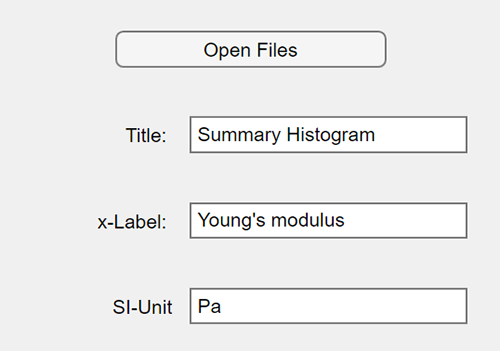 Open Files
Title: Summary Histogram
x-Label: Young's modulus
SI-Unit Pa